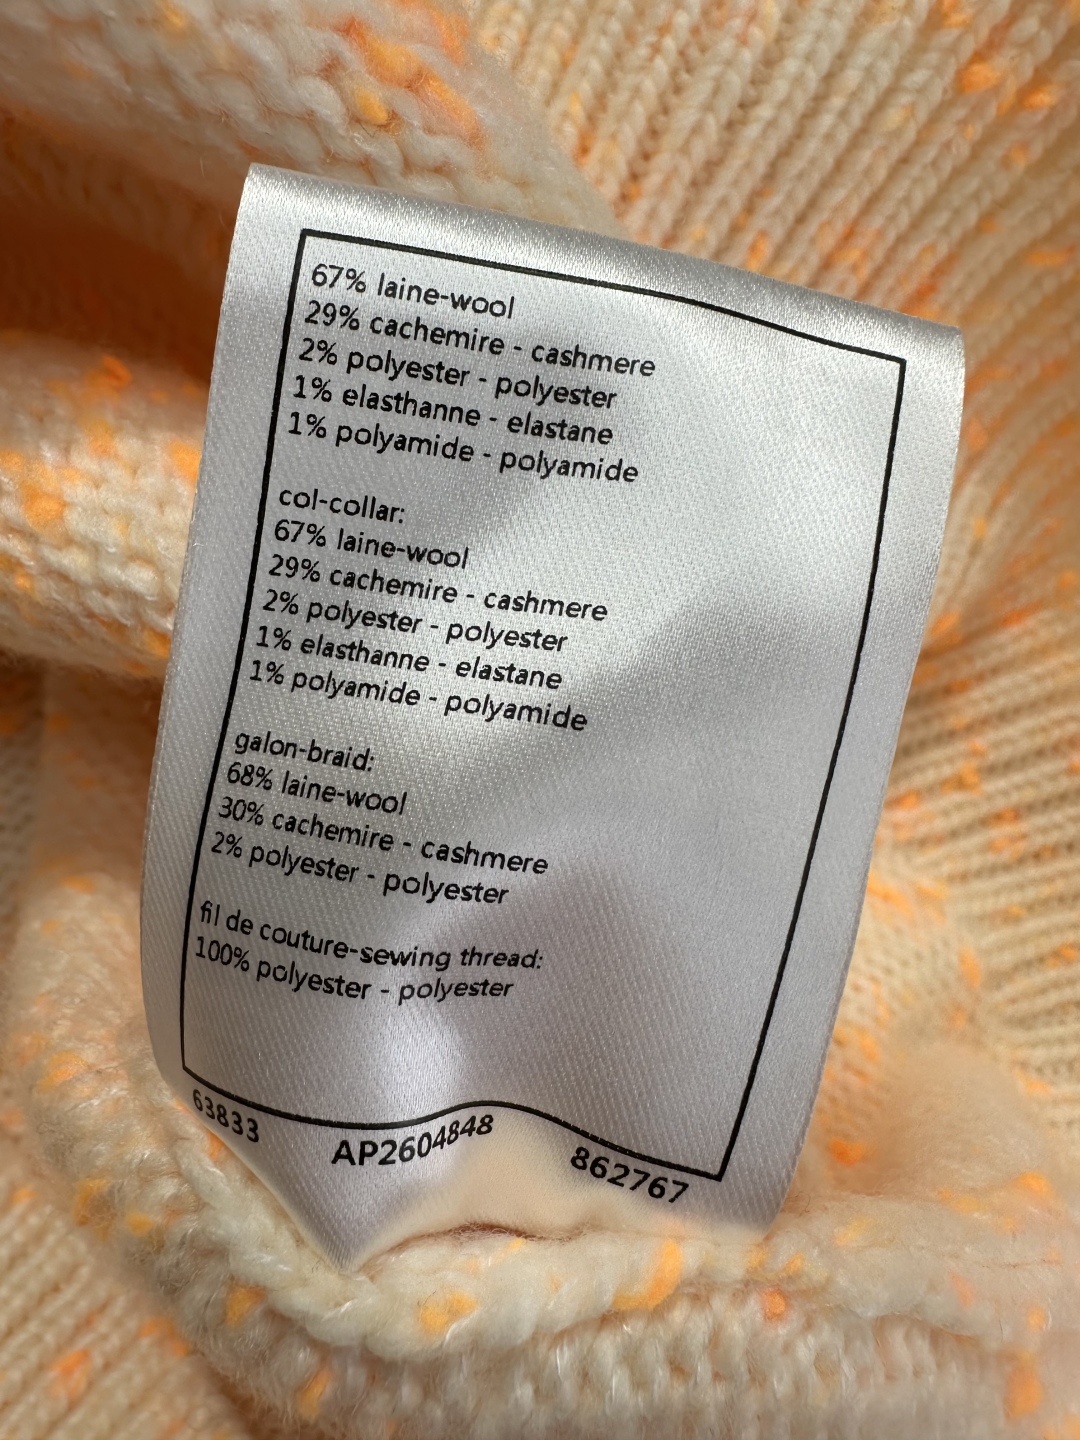 67% laine-wool
29% cachemire - cashmere
2% polyester - polyester
1% elasthanne - elastane
1% polyamide - polyamide
col-collar:
67% laine-wool
29% cachemire - cashmere
2% polyester - polyester
1% elasthanne - elastane
1% polyamide - polyamide
galon-braid:
68% laine-wool
30% cachemire - cashmere
2% polyester - polyester
fil de couture-sewing thread:
100% polyester - polyester
63833 AP2604848 862767